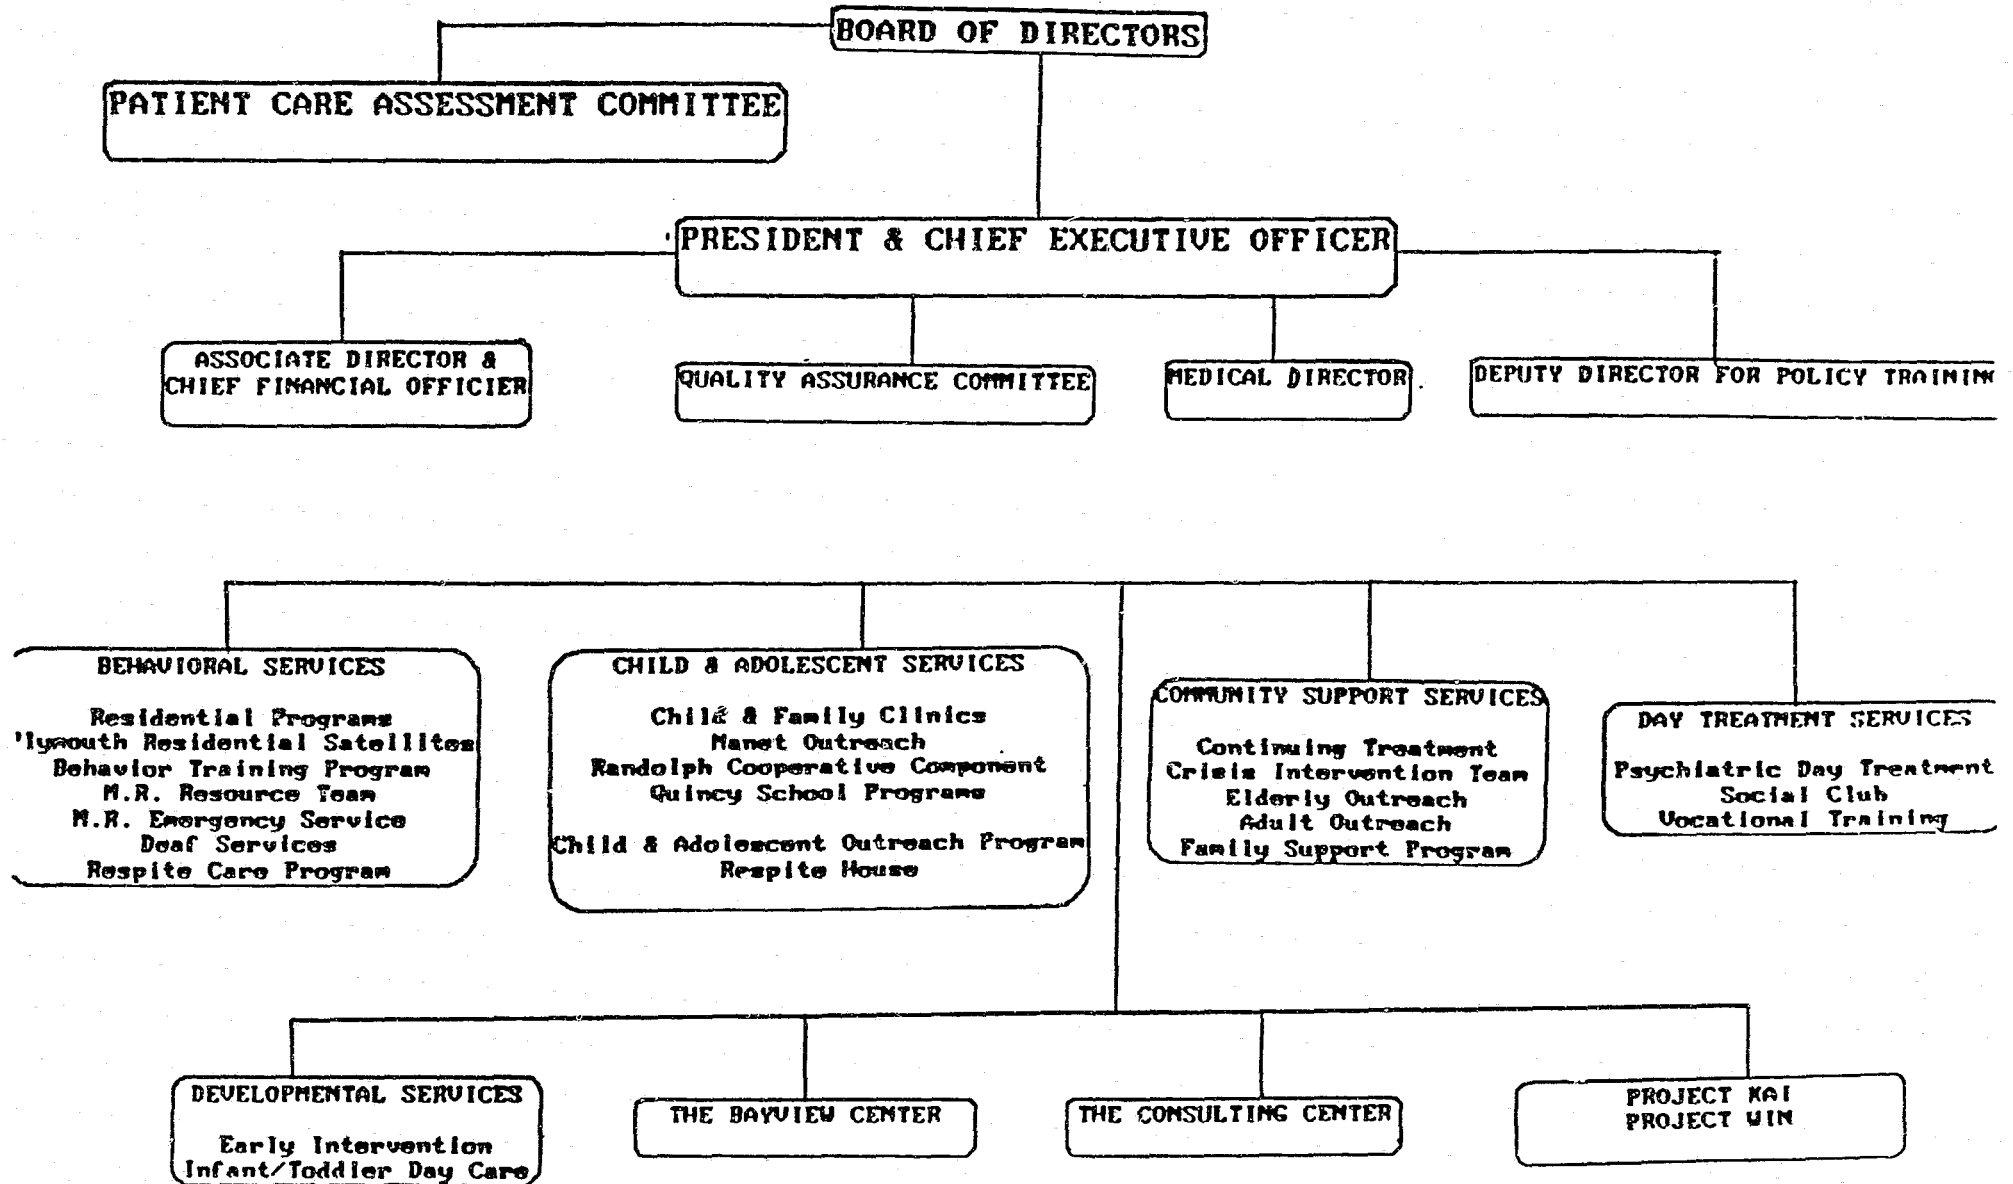 BOARD OF DIRECTORS
PATIENT CARE ASSESSMENT COMMITTEE
PRESIDENT & CHIEF EXECUTIVE OFFICER
ASSOCIATE DIRECTOR &
CHIEF FINANCIAL OFFICIER
QUALITY ASSURANCE COMMITTEE
MEDICAL DIRECTOR
DEPUTY DIRECTOR FOR POLICY TRAINING
BEHAVIORAL SERVICES
Residential Programs
lymouth Residential Satellites
Behavior Training Program
M.R. Resource Team
M.R. Emergency Service
Deaf Services
Respite Care Program
CHILD & ADOLESCENT SERVICES
Child & Family Clinics
Manet Outreach
Randolph Cooperative Component
Quincy School Programs
Child & Adolescent Outreach Program
Respite House
COMMUNITY SUPPORT SERVICES
Continuing Treatment
Crisis Intervention Team
Elderly Outreach
Adult Outreach
Family Support Program
DAY TREATMENT SERVICES
Psychiatric Day Treatment
Social Club
Vocational Training
DEVELOPMENTAL SERVICES
Early Intervention
Infant/Toddler Day Care
THE BAYVIEW CENTER
THE CONSULTING CENTER
PROJECT KAI
PROJECT WIN